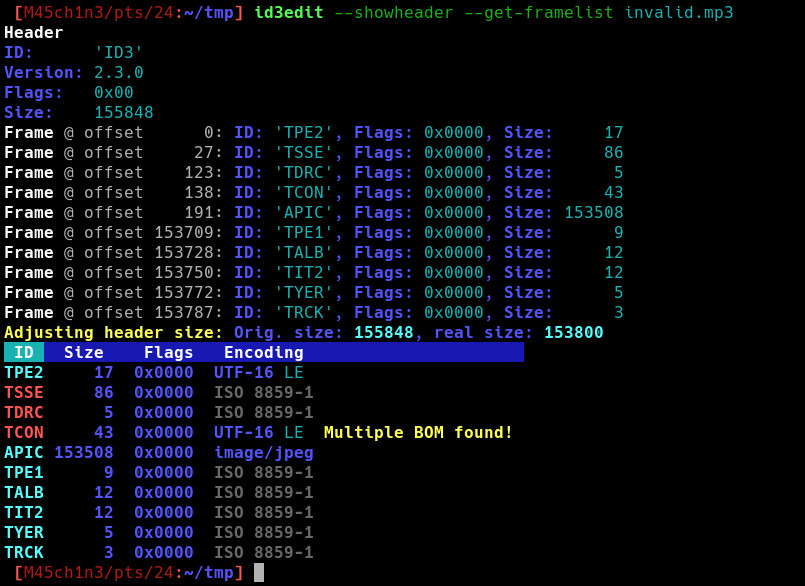 [M45ch1n3/pts/24:~/tmp] id3edit --showheader --get-framelist invalid.mp3
Header
ID:      'ID3'
Version: 2.3.0
Flags:   0x00
Size:    155848
Frame @ offset      0: ID: 'TPE2', Flags: 0x0000, Size:     17
Frame @ offset     27: ID: 'TSSE', Flags: 0x0000, Size:     86
Frame @ offset    123: ID: 'TDRC', Flags: 0x0000, Size:      5
Frame @ offset    138: ID: 'TCON', Flags: 0x0000, Size:     43
Frame @ offset    191: ID: 'APIC', Flags: 0x0000, Size: 153508
Frame @ offset 153709: ID: 'TPE1', Flags: 0x0000, Size:      9
Frame @ offset 153728: ID: 'TALB', Flags: 0x0000, Size:     12
Frame @ offset 153750: ID: 'TIT2', Flags: 0x0000, Size:     12
Frame @ offset 153772: ID: 'TYER', Flags: 0x0000, Size:      5
Frame @ offset 153787: ID: 'TRCK', Flags: 0x0000, Size:      3
Adjusting header size: Orig. size: 155848, real size: 153800
ID   Size    Flags   Encoding
TPE2     17  0x0000  UTF-16 LE
TSSE     86  0x0000  ISO 8859-1
TDRC      5  0x0000  ISO 8859-1
TCON     43  0x0000  UTF-16 LE  Multiple BOM found!
APIC 153508  0x0000  image/jpeg
TPE1      9  0x0000  ISO 8859-1
TALB     12  0x0000  ISO 8859-1
TIT2     12  0x0000  ISO 8859-1
TYER      5  0x0000  ISO 8859-1
TRCK      3  0x0000  ISO 8859-1
[M45ch1n3/pts/24:~/tmp]